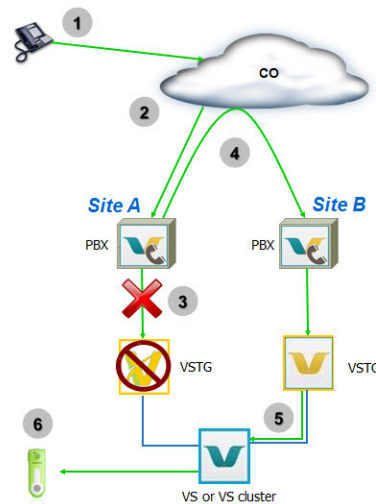 1
CO
2
4
Site A
Site B
PBX
PBX
3
VSTG
VSTG
5
6
VS or VS cluster